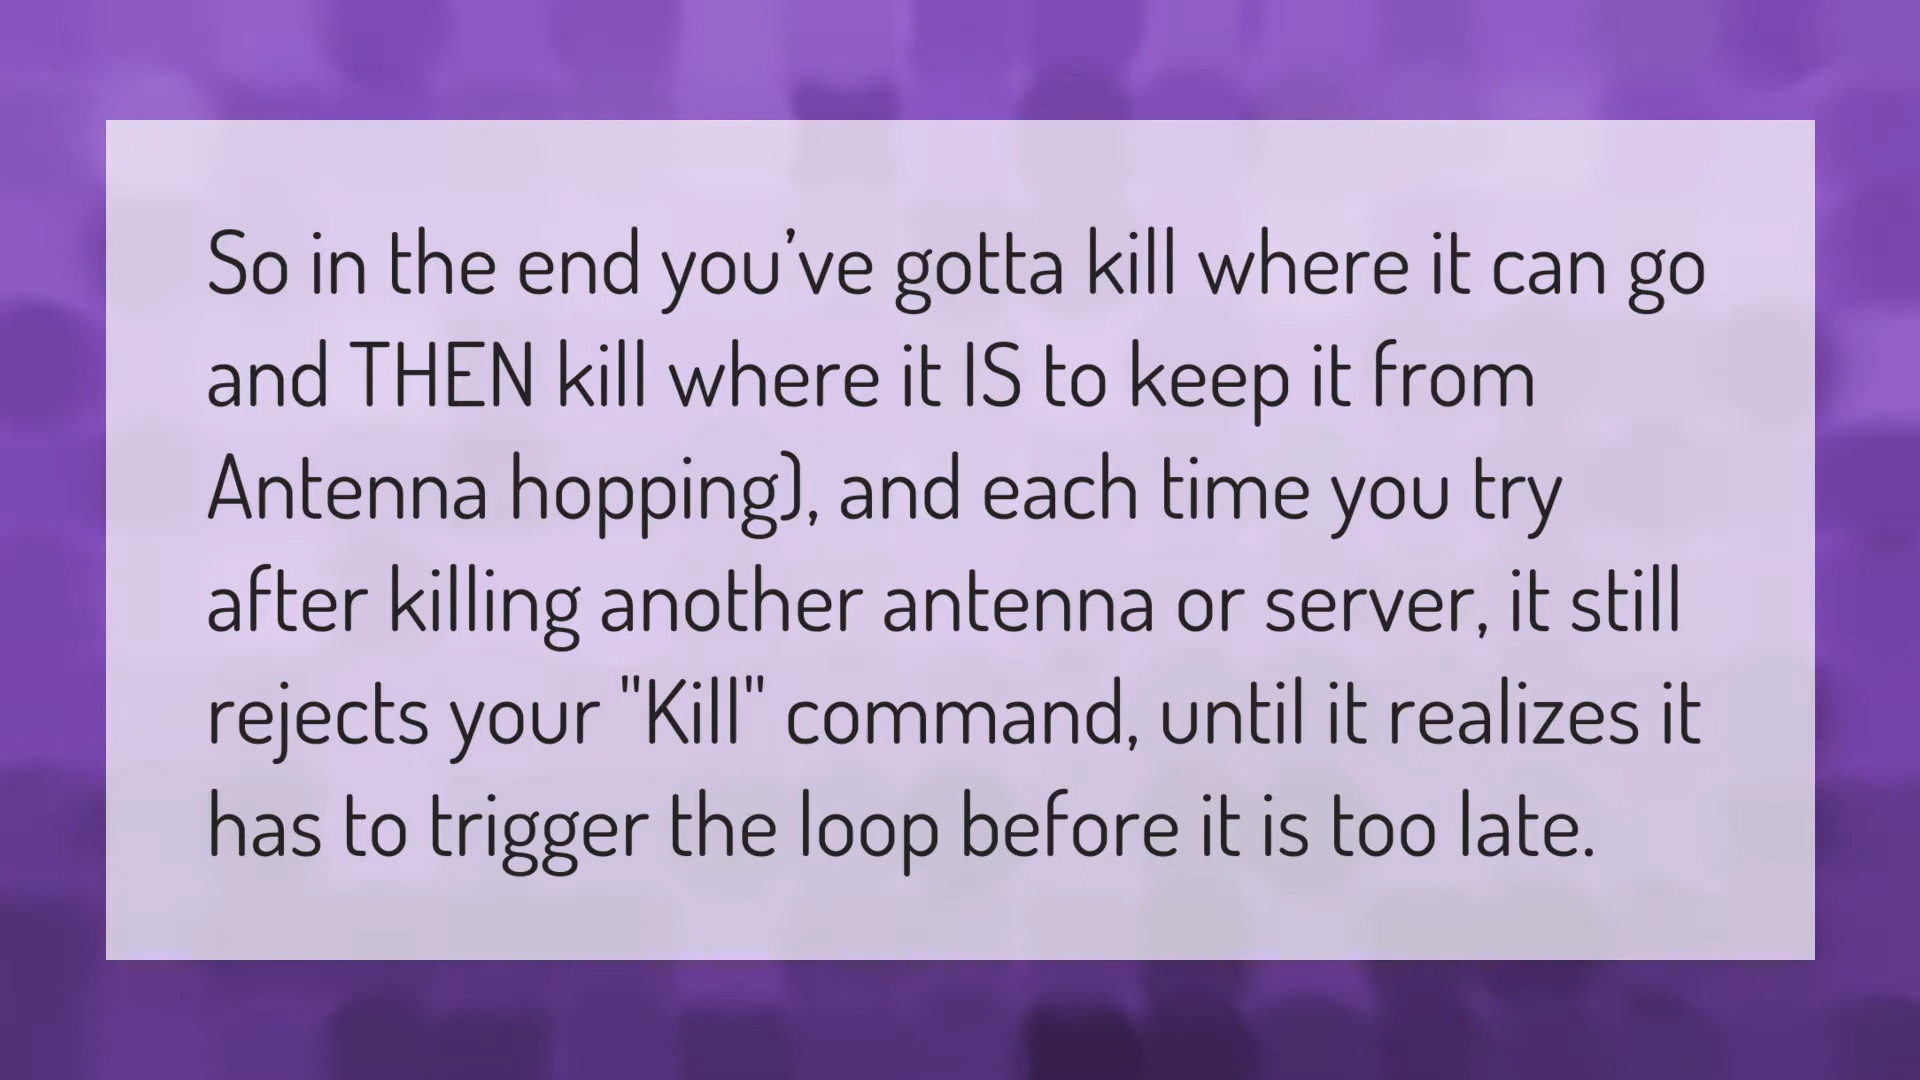 So in the end you’ve gotta kill where it can go
and THEN kill where it IS to keep it from
Antenna hopping), and each time you try
after killing another antenna or server, it still
rejects your "Kill" command, until it realizes it
has to trigger the loop before it is too late.